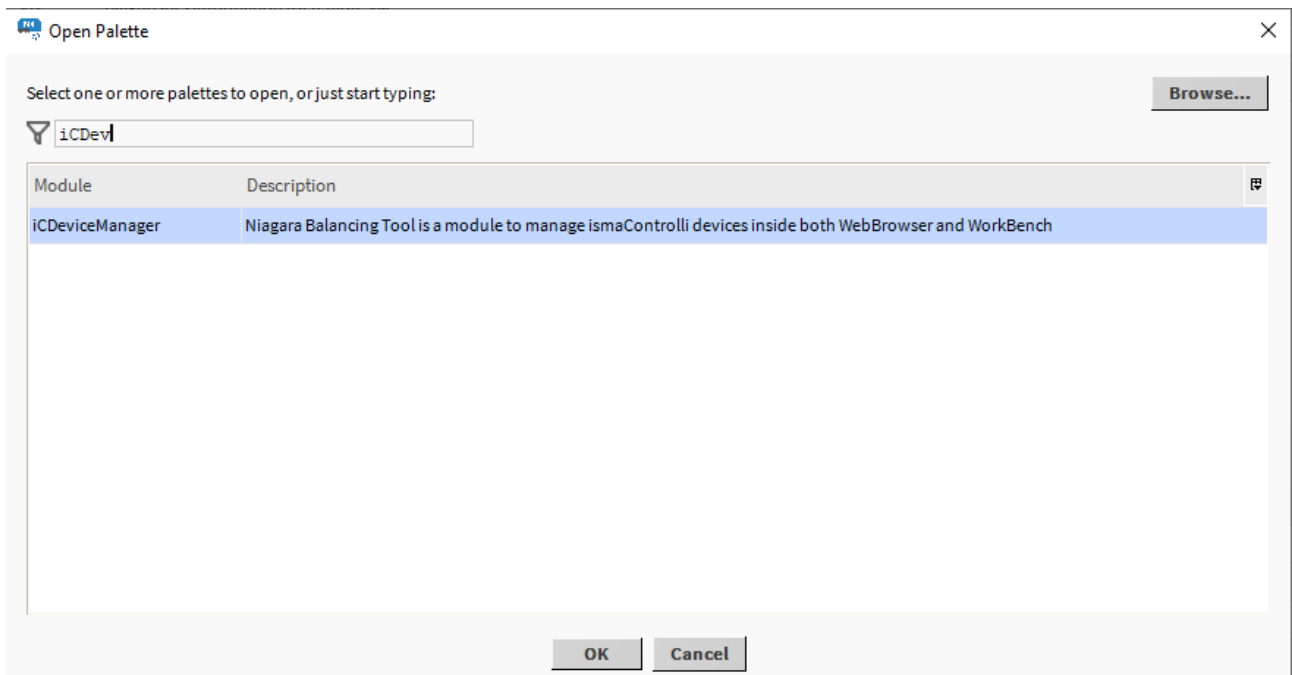 N4 Open Palette
Select one or more palettes to open, or just start typing:
Browse...
iCDev
Module Description
iCDeviceManager Niagara Balancing Tool is a module to manage ismaControlli devices inside both WebBrowser and WorkBench
OK Cancel